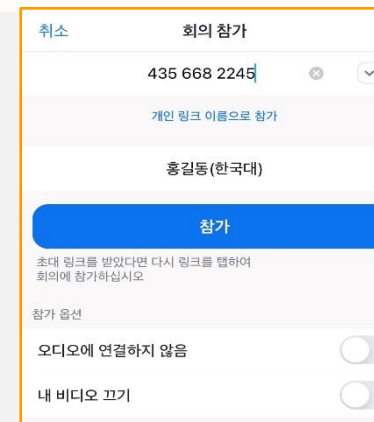 취소 회의 참가
435 668 2245
개인 링크 이름으로 참가
홍길동(한국대)
참가
초대 링크를 받았다면 다시 링크를 탭하여
회의에 참가하십시오
참가 옵션
오디오에 연결하지 않음
내 비디오 끄기